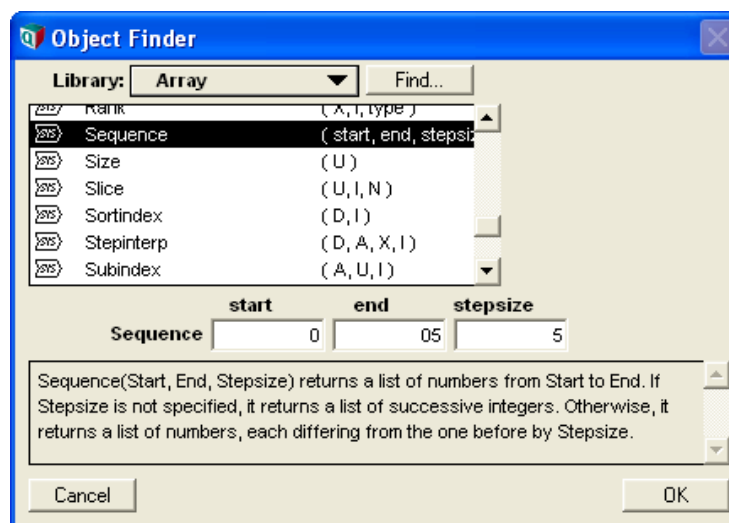 Object Finder
Library: Array Find...
Rank ( X, I, type )
Sequence ( start, end, stepsiz
Size ( U )
Slice ( U, I, N )
Sortindex ( D, I )
Stepinterp ( D, A, X, I )
Subindex ( A, U, I )
start end stepsize
Sequence 0 05 5
Sequence(Start, End, Stepsize) returns a list of numbers from Start to End. If
Stepsize is not specified, it returns a list of successive integers. Otherwise, it
returns a list of numbers, each differing from the one before by Stepsize.
Cancel OK